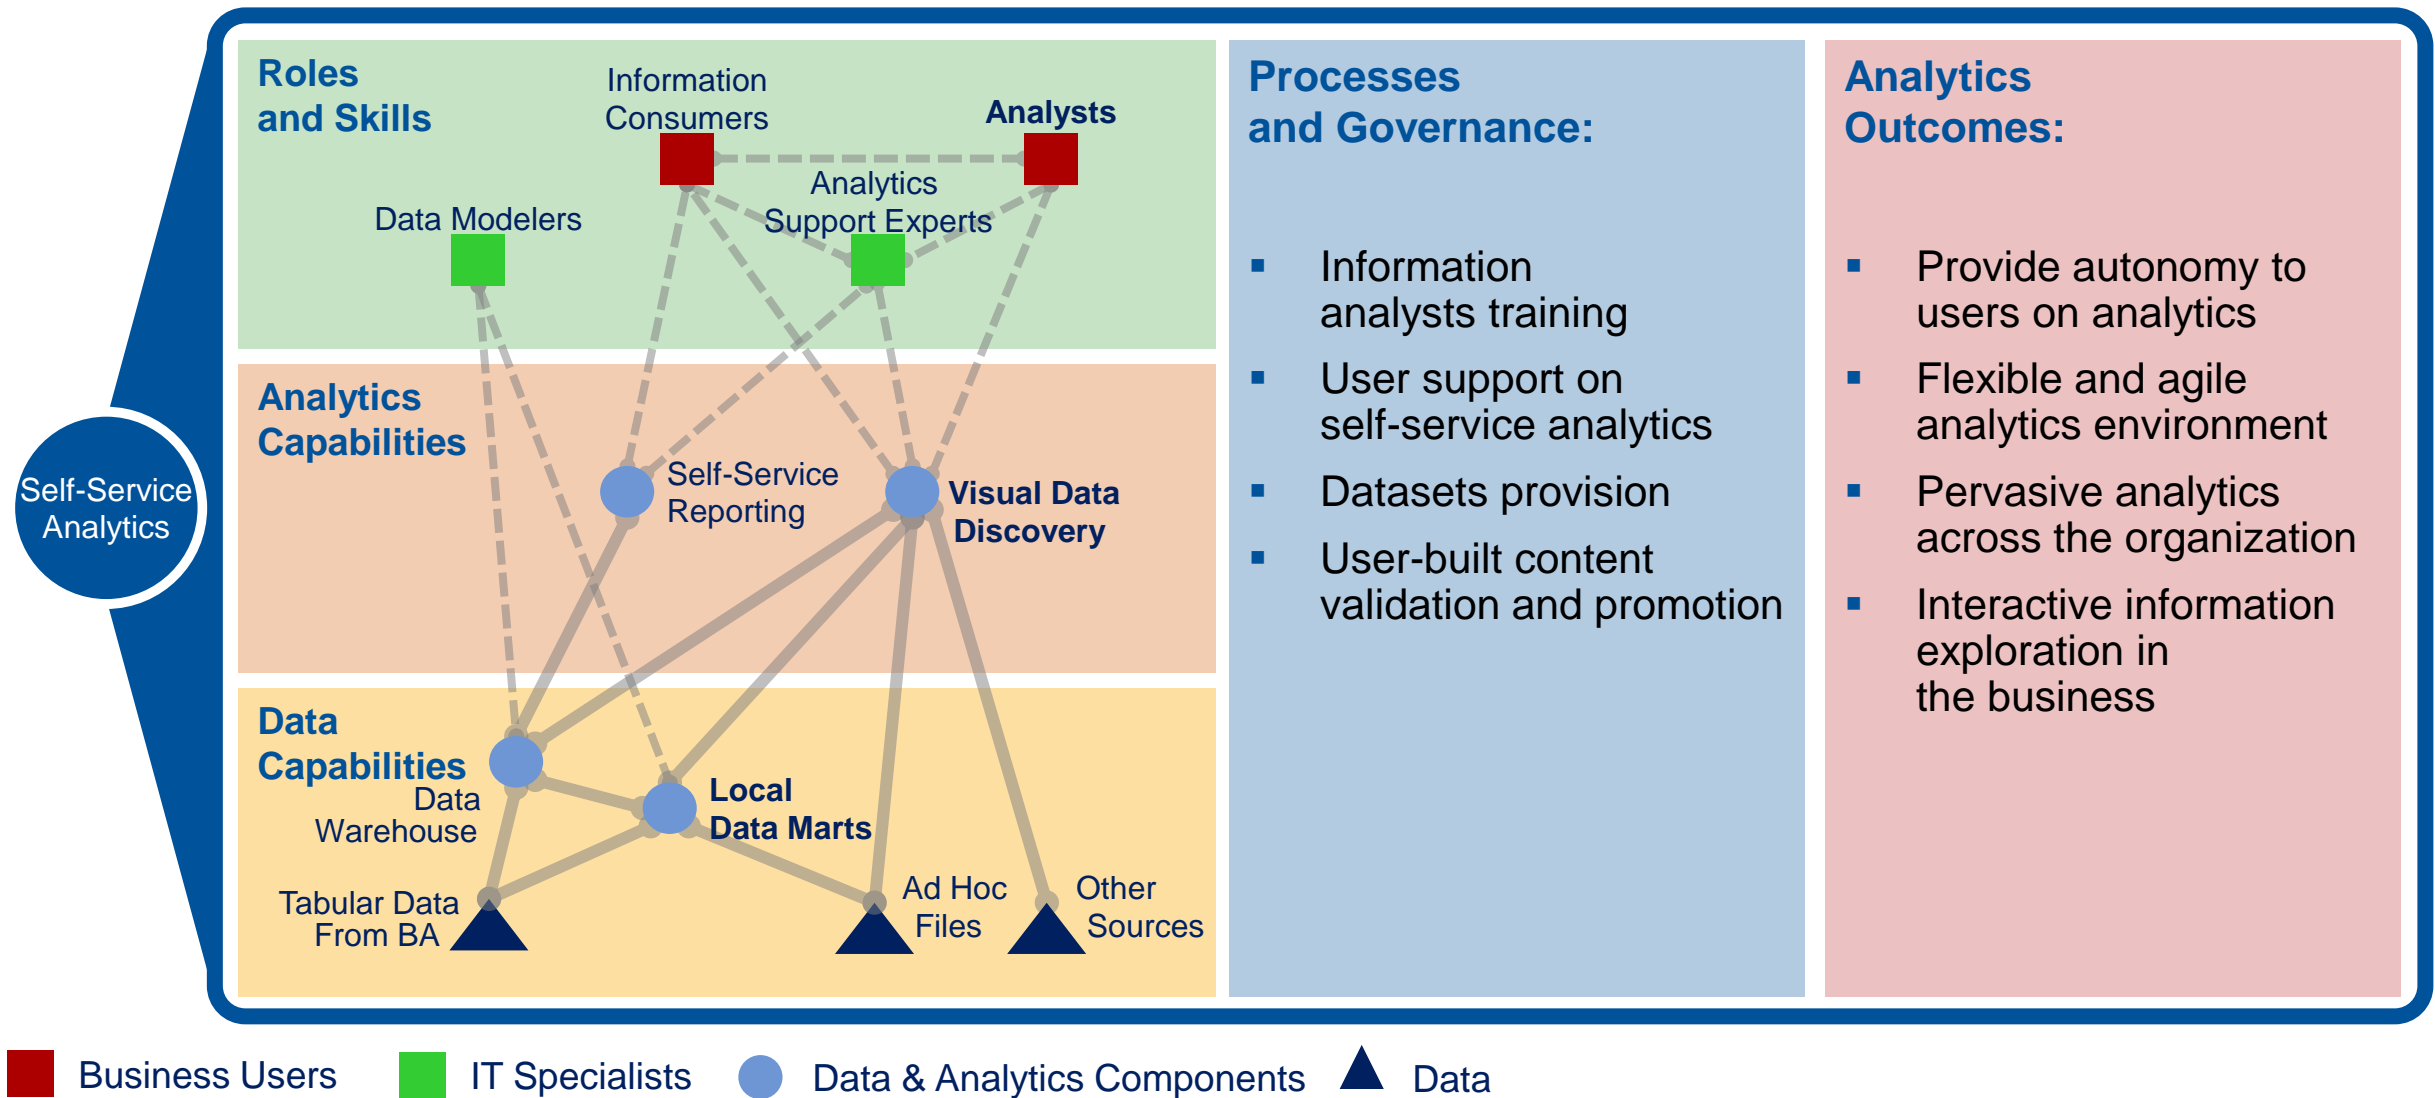 Self-Service
Analytics
Roles
and Skills
Information
Consumers
Analysts
Data Modelers
Analytics
Support Experts
Analytics
Capabilities
Self-Service
Reporting
Visual Data
Discovery
Data
Capabilities
Data
Warehouse
Local
Data Marts
Tabular Data
From BA
Ad Hoc
Files
Other
Sources
Processes
and Governance:
▪ Information
analysts training
▪ User support on
self-service analytics
▪ Datasets provision
▪ User-built content
validation and promotion
Analytics
Outcomes:
▪ Provide autonomy to
users on analytics
▪ Flexible and agile
analytics environment
▪ Pervasive analytics
across the organization
▪ Interactive information
exploration in
the business
Business Users
IT Specialists
Data & Analytics Components
Data